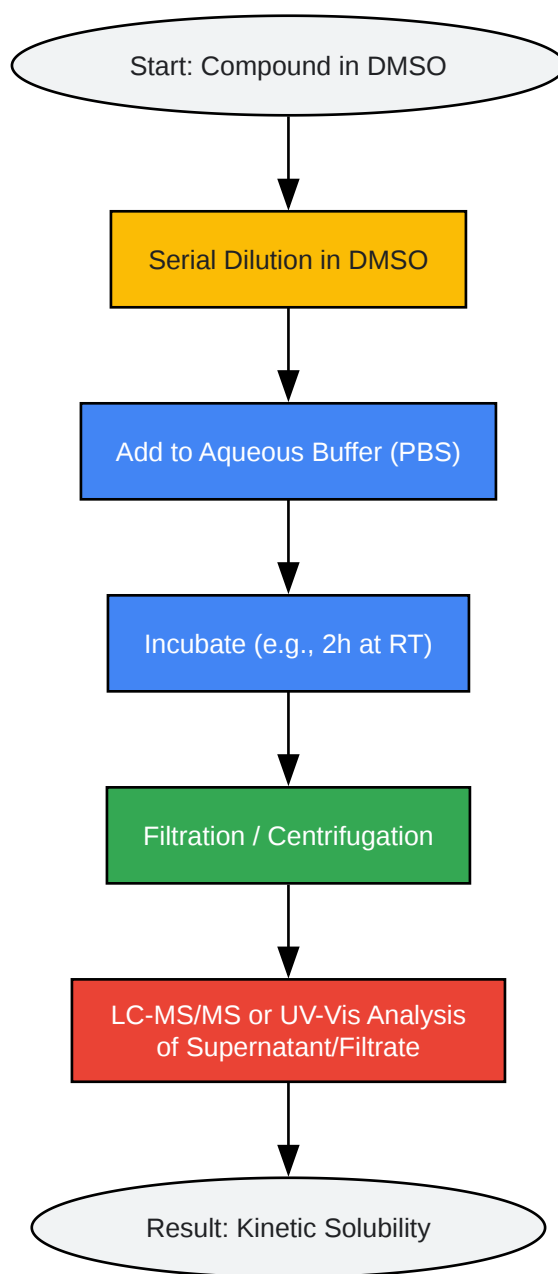 Start: Compound in DMSO
Serial Dilution in DMSO
Add to Aqueous Buffer (PBS)
Incubate (e.g., 2h at RT)
Filtration / Centrifugation
LC-MS/MS or UV-Vis Analysis
of Supernatant/Filtrate
Result: Kinetic Solubility